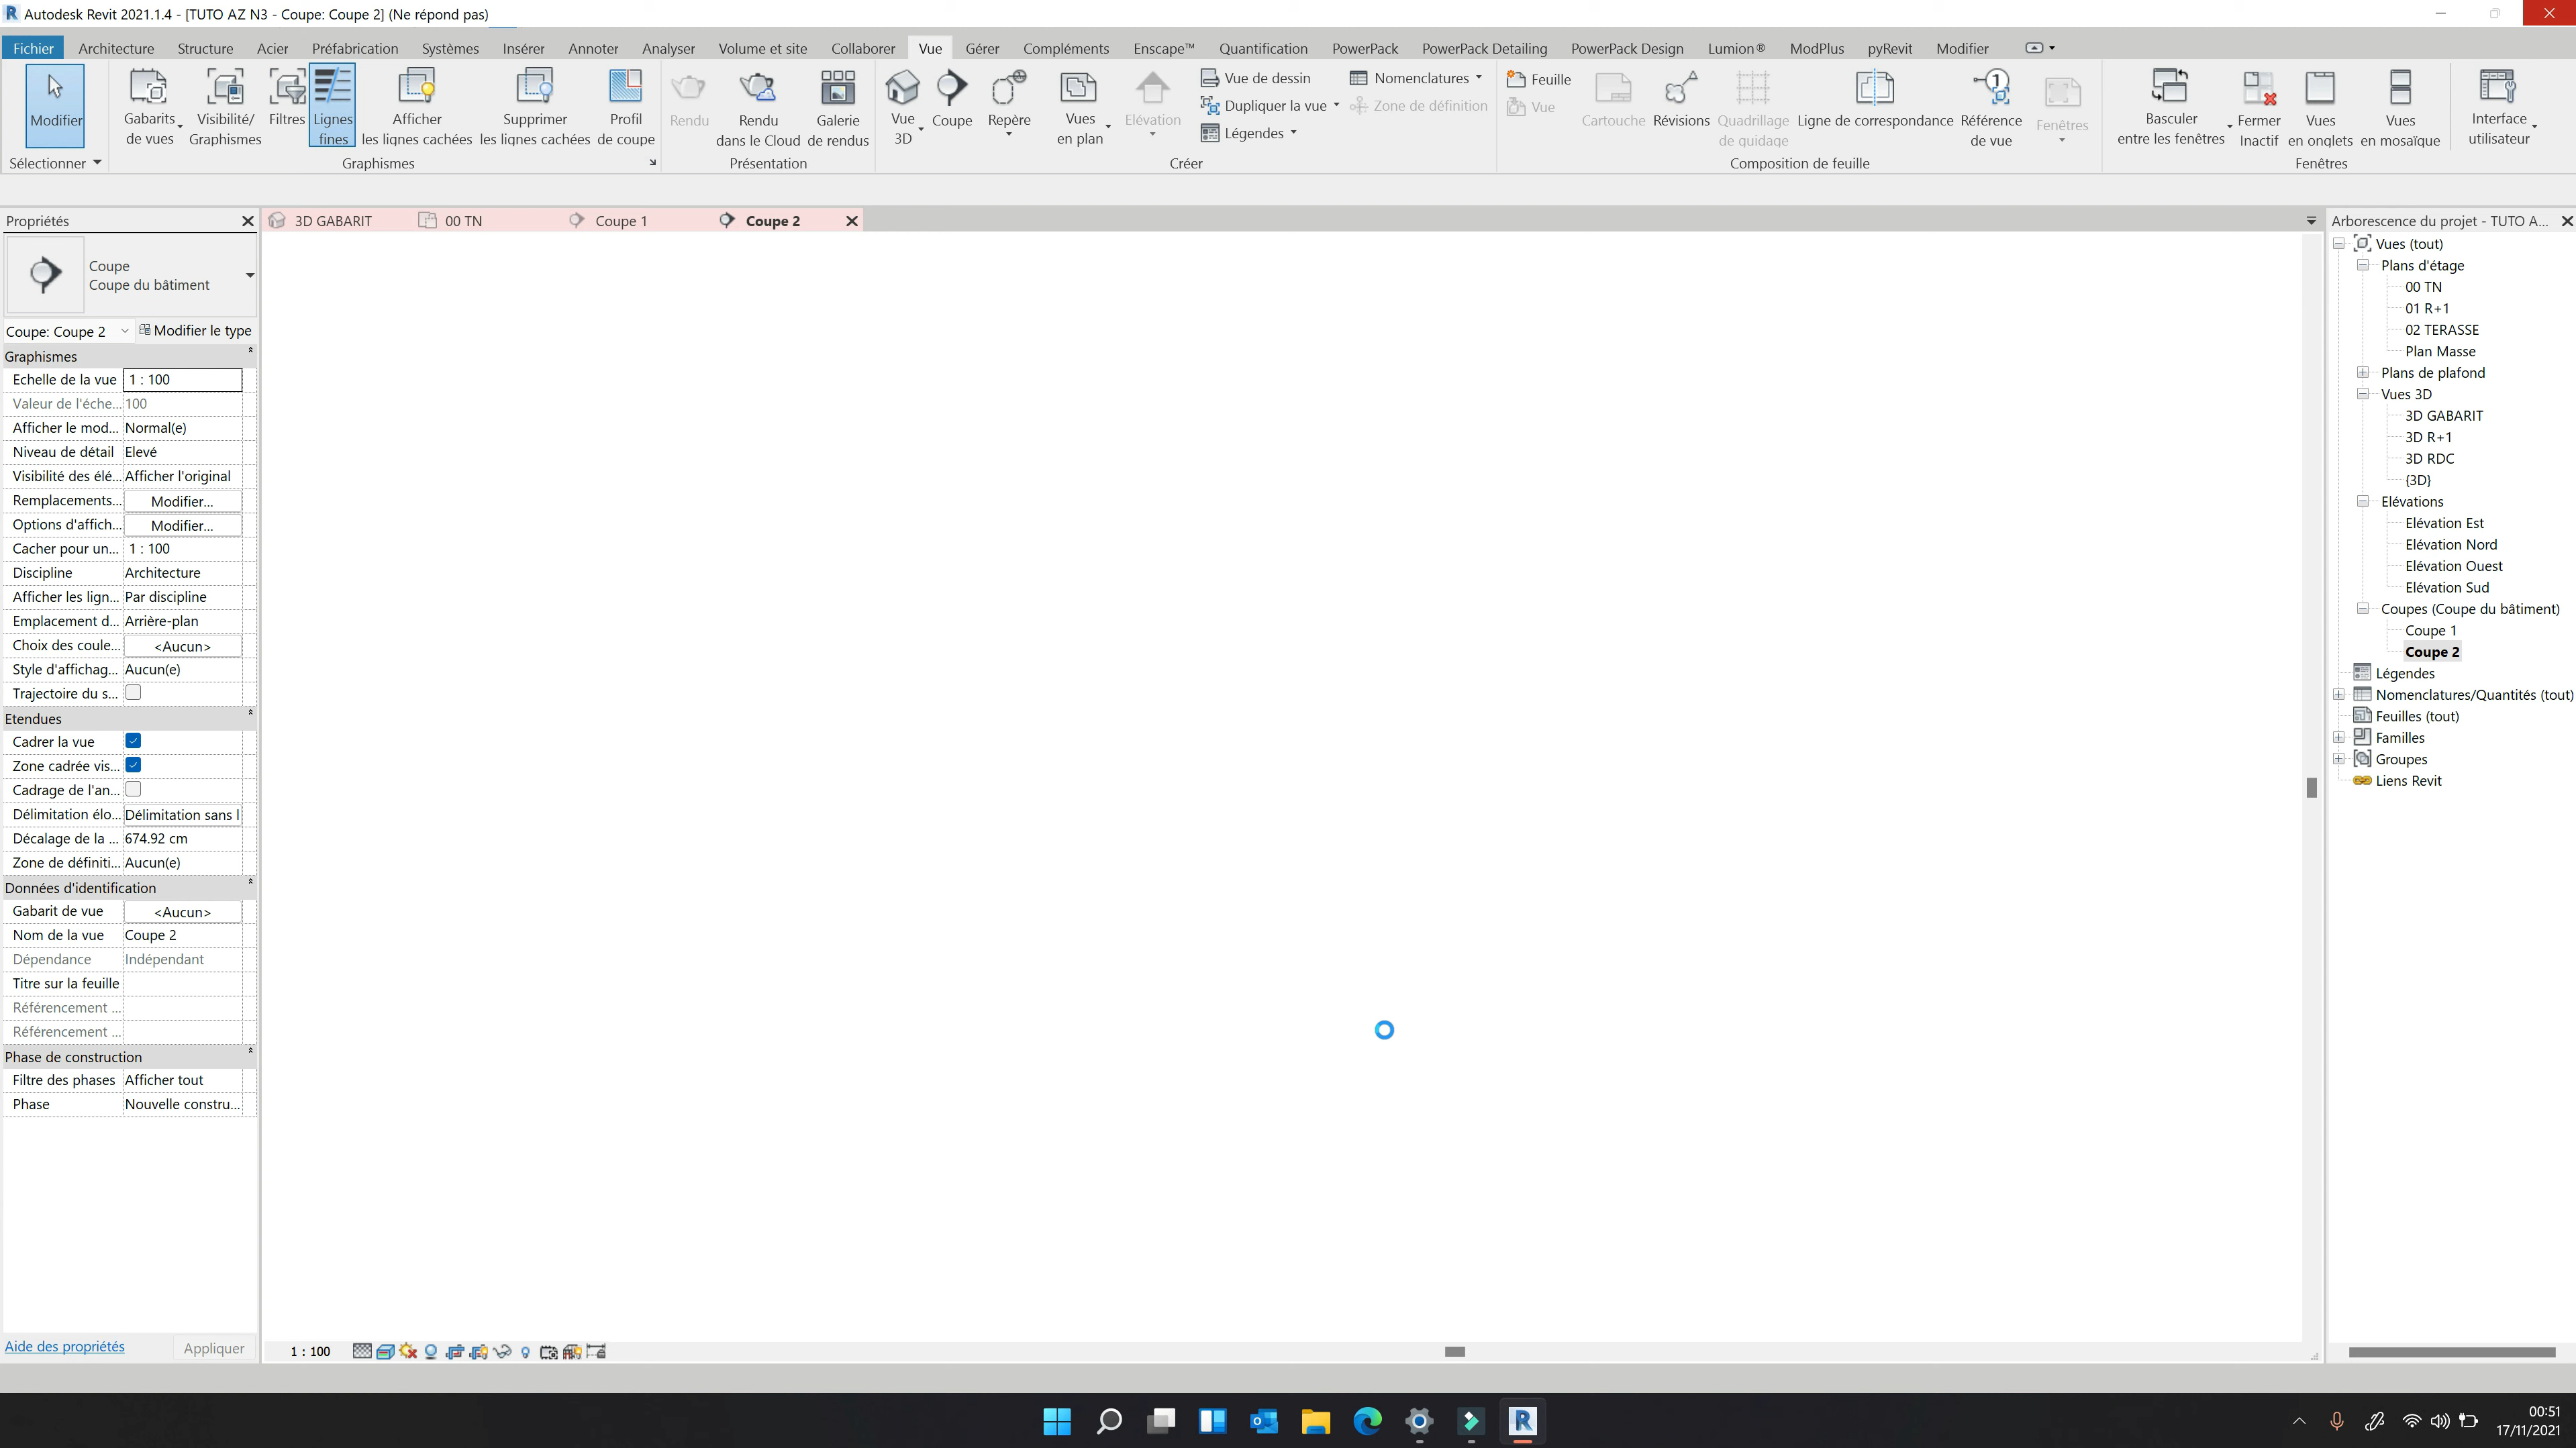 Autodesk Revit 2021.1.4 - [TUTO AZ N3 - Coupe: Coupe 2] (Ne répond pas)
Fichier Architecture Structure Acier Préfabrication Systèmes Insérer Annoter Analyser Volume et site Collaborer Vue Gérer Compléments Enscape™ Quantification PowerPack PowerPack Detailing PowerPack Design Lumion® ModPlus pyRevit Modifier
Modifier
Gabarits
de vues
Visibilité/
Graphismes
Filtres
Lignes
fines
Afficher
les lignes cachées
Supprimer
les lignes cachées
Profil
de coupe
Rendu
Rendu
dans le Cloud
Galerie
de rendus
Vue
3D
Coupe
Repère
Vues
en plan
Elévation
Vue de dessin
Dupliquer la vue
Légendes
Nomenclatures
Zone de définition
Feuille
Vue
Cartouche
Révisions
Quadrillage
de guidage
Ligne de correspondance
Référence
de vue
Fenêtres
Basculer
entre les fenêtres
Fermer
Inactif
Vues
en onglets
Vues
en mosaïque
Interface
utilisateur
Sélectionner Graphismes Présentation Créer Composition de feuille Fenêtres
Propriétés
3D GABARIT 00 TN Coupe 1 Coupe 2
Coupe
Coupe du bâtiment
Coupe: Coupe 2 Modifier le type
Graphismes
Echelle de la vue 1 : 100
Valeur de l'éche... 100
Afficher le mod... Normal(e)
Niveau de détail Elevé
Visibilité des élé... Afficher l'original
Remplacements... Modifier...
Options d'affich... Modifier...
Cacher pour un... 1 : 100
Discipline Architecture
Afficher les lign... Par discipline
Emplacement d... Arrière-plan
Choix des coule... <Aucun>
Style d'affichag... Aucun(e)
Trajectoire du s...
Etendues
Cadrer la vue
Zone cadrée vis...
Cadrage de l'an...
Délimitation élo... Délimitation sans l
Décalage de la ... 674.92 cm
Zone de définiti... Aucun(e)
Données d'identification
Gabarit de vue <Aucun>
Nom de la vue Coupe 2
Dépendance Indépendant
Titre sur la feuille
Référencement ...
Référencement ...
Phase de construction
Filtre des phases Afficher tout
Phase Nouvelle constru...
Aide des propriétés Appliquer
1 : 100
Arborescence du projet - TUTO A...
Vues (tout)
Plans d'étage
00 TN
01 R+1
02 TERASSE
Plan Masse
Plans de plafond
Vues 3D
3D GABARIT
3D R+1
3D RDC
{3D}
Elévations
Elévation Est
Elévation Nord
Elévation Ouest
Elévation Sud
Coupes (Coupe du bâtiment)
Coupe 1
Coupe 2
Légendes
Nomenclatures/Quantités (tout)
Feuilles (tout)
Familles
Groupes
Liens Revit
00:51
17/11/2021